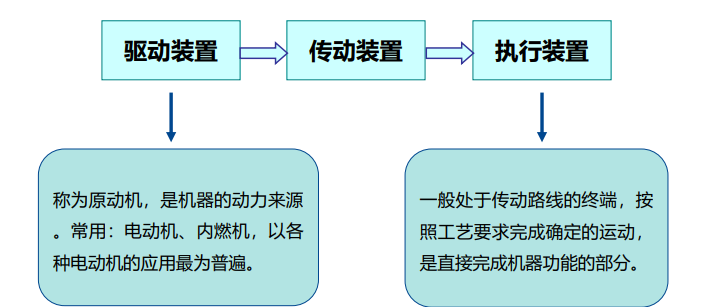 驱动装置
传动装置
执行装置
称为原动机，是机器的动力来源
。常用：电动机、内燃机，以各
种电动机的应用最为普遍。
一般处于传动路线的终端，按
照工艺要求完成确定的运动，
是直接完成机器功能的部分。